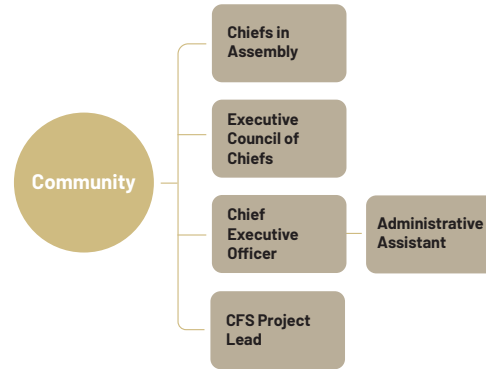 Chiefs in
Assembly
Executive
Council of
Chiefs
Community
Chief
Executive
Officer
Administrative
Assistant
CFS Project
Lead